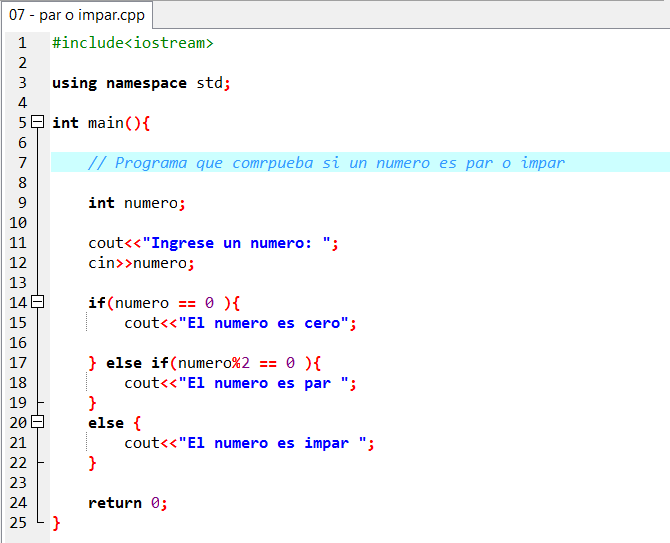 07 - par o impar.cpp
1 #include<iostream>
2
3 using namespace std;
4
5 int main(){
6
7 // Programa que comrpueba si un numero es par o impar
8
9 int numero;
10
11 cout<<"Ingrese un numero: ";
12 cin>>numero;
13
14 if(numero == 0 ){
15 cout<<"El numero es cero";
16
17 } else if(numero%2 == 0 ){
18 cout<<"El numero es par ";
19 }
20 else {
21 cout<<"El numero es impar ";
22 }
23
24 return 0;
25 }